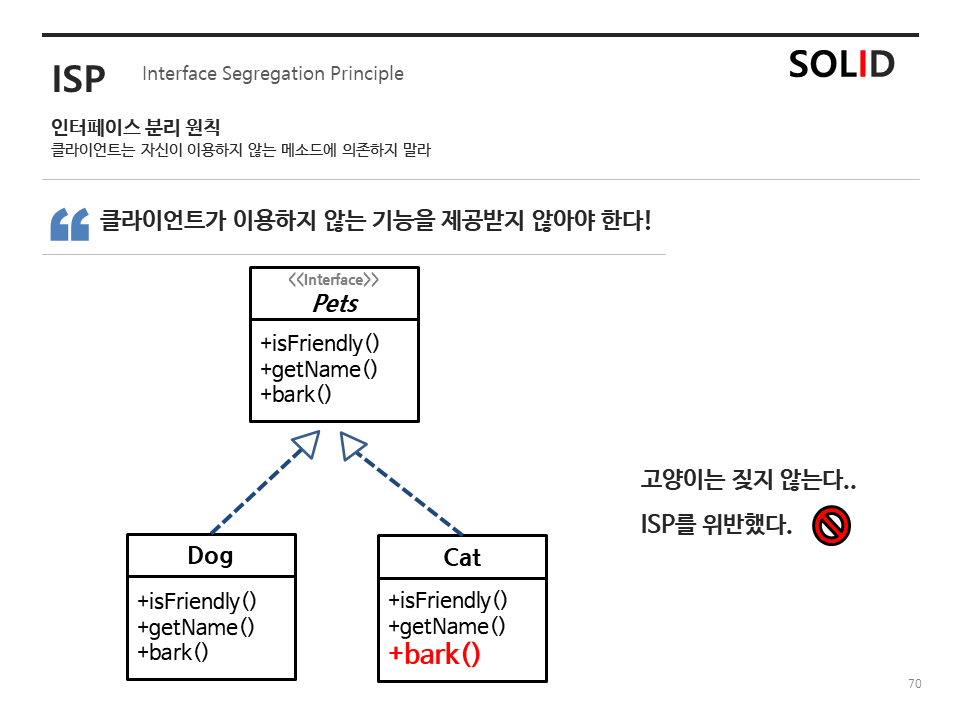 ISP
Interface Segregation Principle
SOLID
인터페이스 분리 원칙
클라이언트는 자신이 이용하지 않는 메소드에 의존하지 말라
“ 클라이언트가 이용하지 않는 기능을 제공받지 않아야 한다!
<<Interface>>
Pets
+isFriendly()
+getName()
+bark()
고양이는 짖지 않는다..
ISP를 위반했다.
Dog
+isFriendly()
+getName()
+bark()
Cat
+isFriendly()
+getName()
+bark()
70